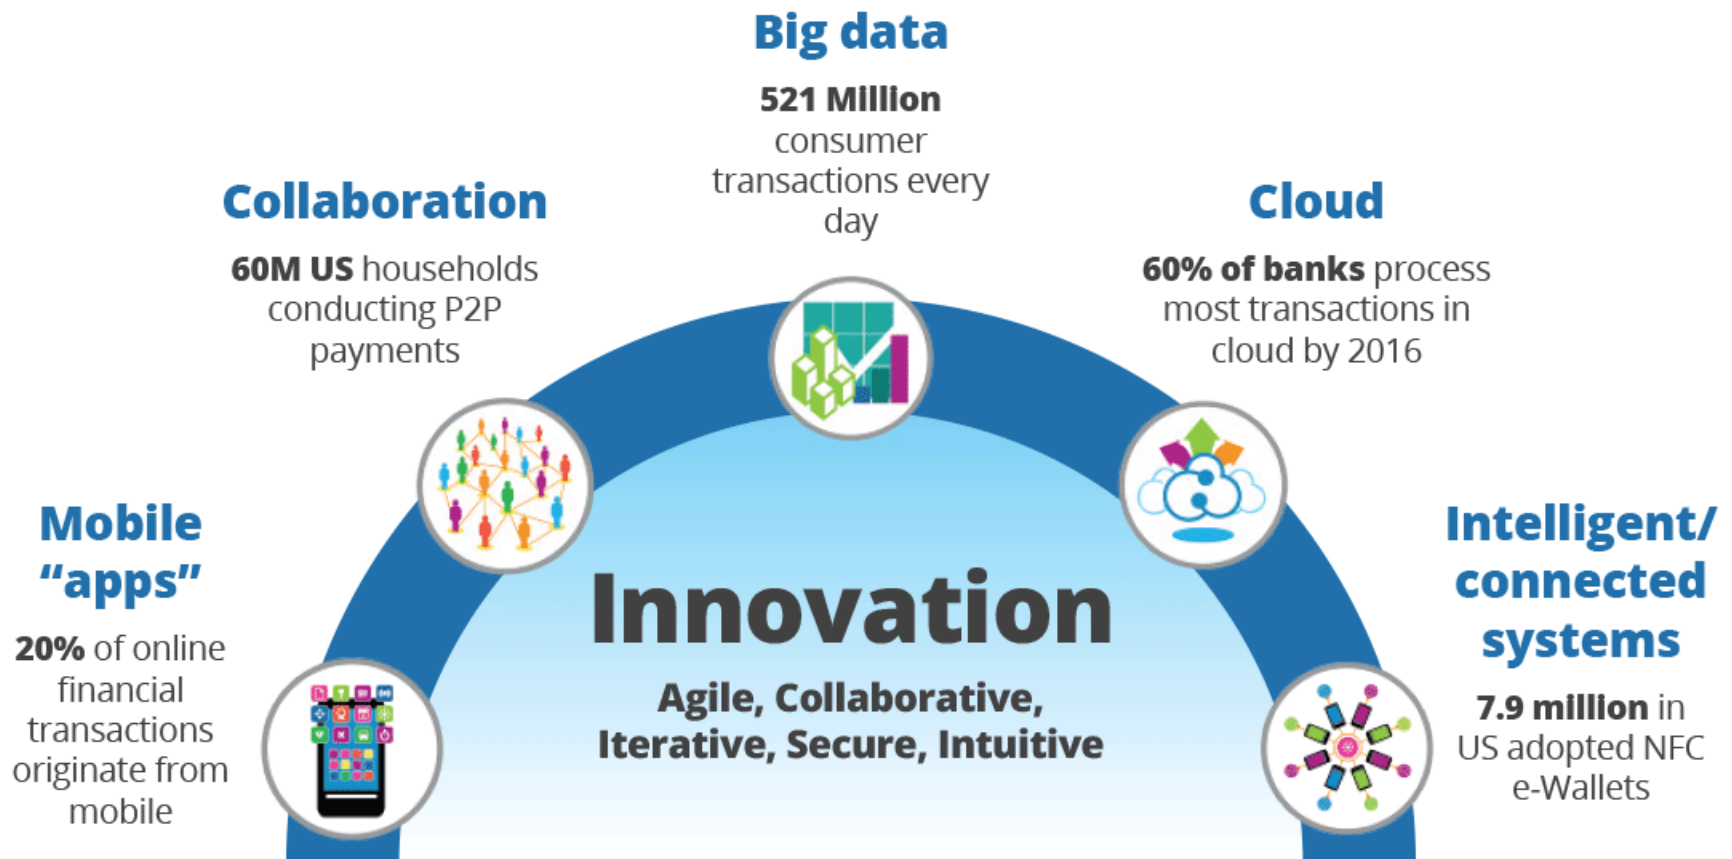 Big data
521 Million
consumer
transactions every
day
Collaboration
60M US households
conducting P2P
payments
Cloud
60% of banks process
most transactions in
cloud by 2016
Mobile
“apps”
20% of online
financial
transactions
originate from
mobile
Intelligent/
connected
systems
7.9 million in
US adopted NFC
e-Wallets
Innovation
Agile, Collaborative,
Iterative, Secure, Intuitive